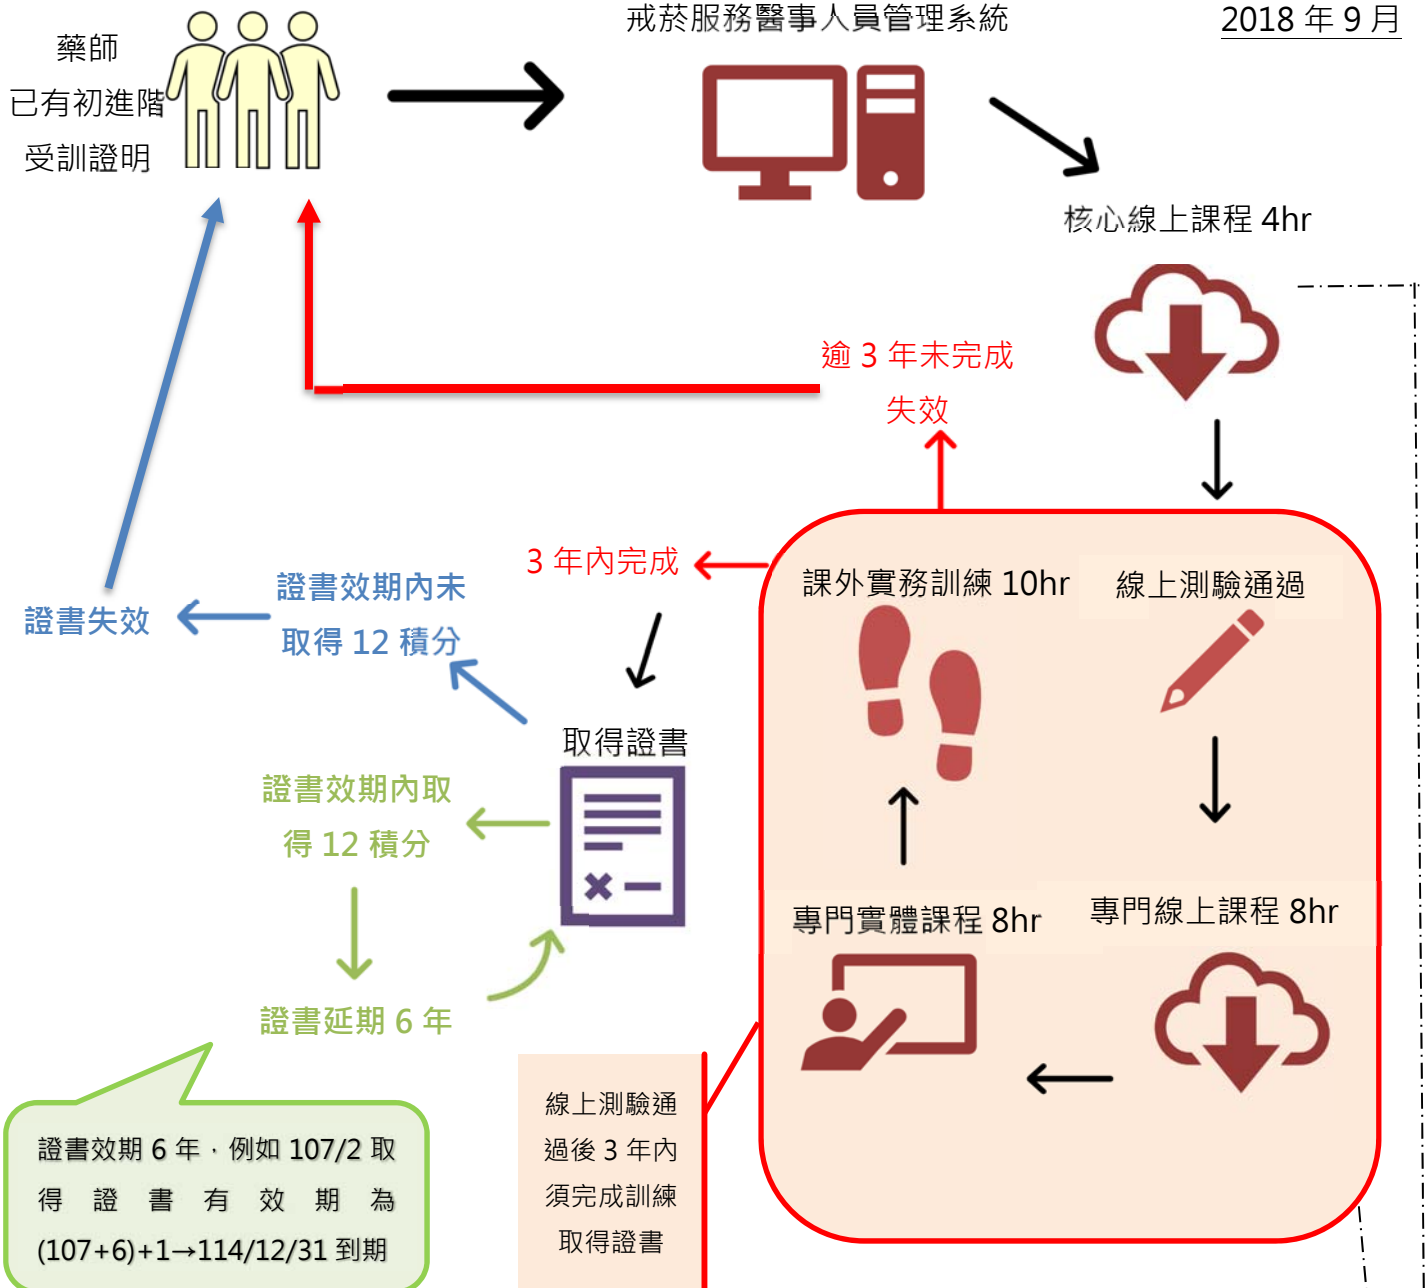 戒菸服務醫事人員管理系統
2018 年 9 月
藥師
已有初進階
受訓證明
核心線上課程 4hr
逾 3 年未完成
失效
3 年內完成
課外實務訓練 10hr
線上測驗通過
證書效期內未
取得 12 積分
證書失效
取得證書
證書效期內取
得 12 積分
專門實體課程 8hr
專門線上課程 8hr
證書延期 6 年
線上測驗通
過後 3 年內
須完成訓練
取得證書
證書效期 6 年，例如 107/2 取
得證書有效期為
(107+6)+1→114/12/31 到期